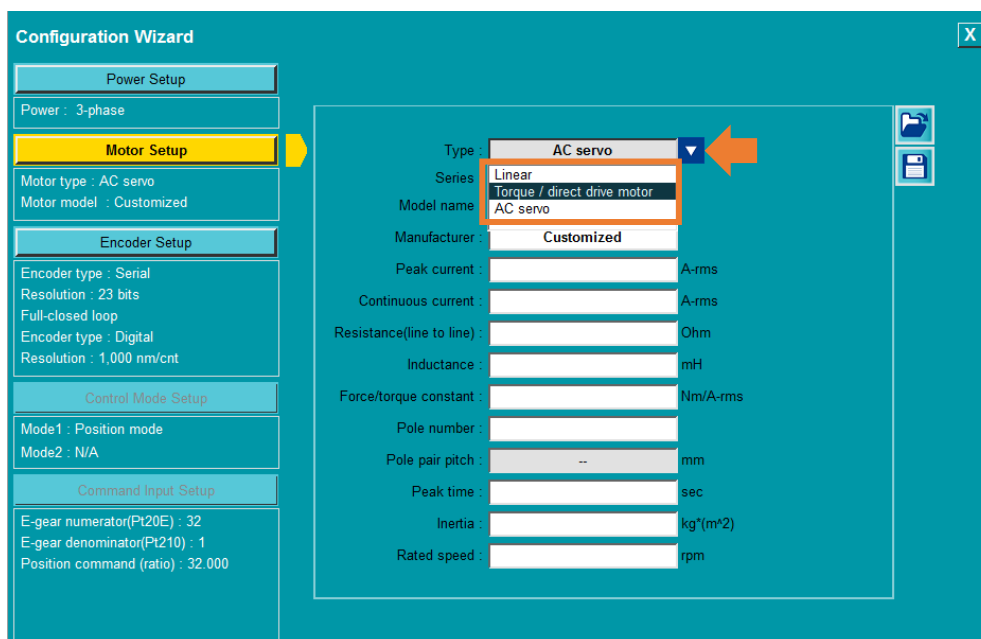 Configuration Wizard
X
Power Setup
Power : 3-phase
Motor Setup
Motor type : AC servo
Motor model : Customized
Encoder Setup
Encoder type : Serial
Resolution : 23 bits
Full-closed loop
Encoder type : Digital
Resolution : 1,000 nm/cnt
Control Mode Setup
Mode1 : Position mode
Mode2 : N/A
Command Input Setup
E-gear numerator(Pt20E) : 32
E-gear denominator(Pt210) : 1
Position command (ratio) : 32.000
Type : AC servo
Series
Linear
Torque / direct drive motor
Model name
AC servo
Manufacturer : Customized
Peak current : A-rms
Continuous current : A-rms
Resistance(line to line) : Ohm
Inductance : mH
Force/torque constant : Nm/A-rms
Pole number :
Pole pair pitch : -- mm
Peak time : sec
Inertia : kg*(m^2)
Rated speed : rpm